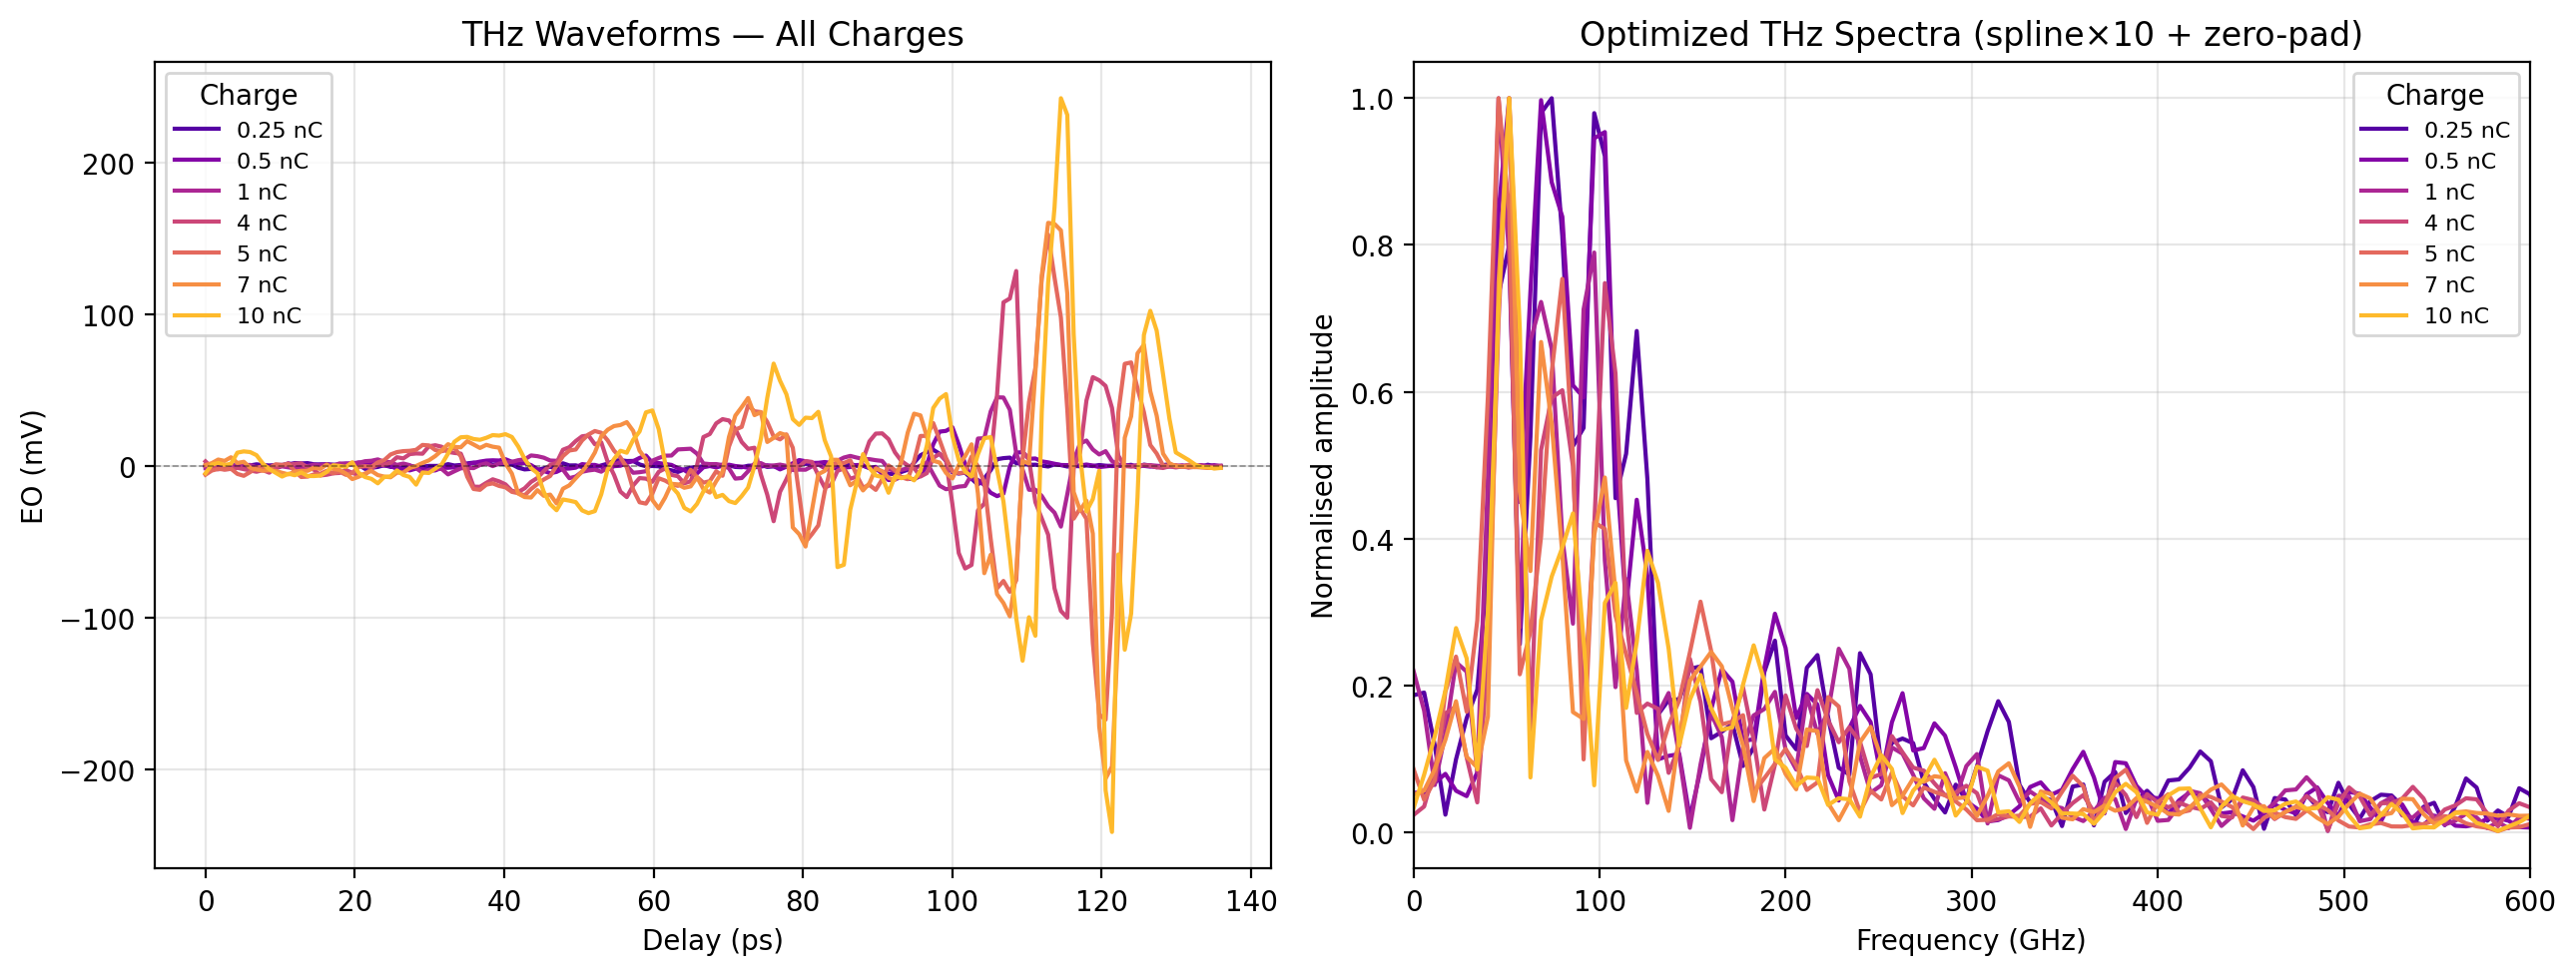 THz Waveforms — All Charges
Charge
0.25 nC
0.5 nC
1 nC
4 nC
5 nC
7 nC
10 nC
EO (mV)
200
100
0
−100
−200
0 20 40 60 80 100 120 140
Delay (ps)
Optimized THz Spectra (spline×10 + zero-pad)
Charge
0.25 nC
0.5 nC
1 nC
4 nC
5 nC
7 nC
10 nC
Normalised amplitude
1.0
0.8
0.6
0.4
0.2
0.0
0 100 200 300 400 500 600
Frequency (GHz)